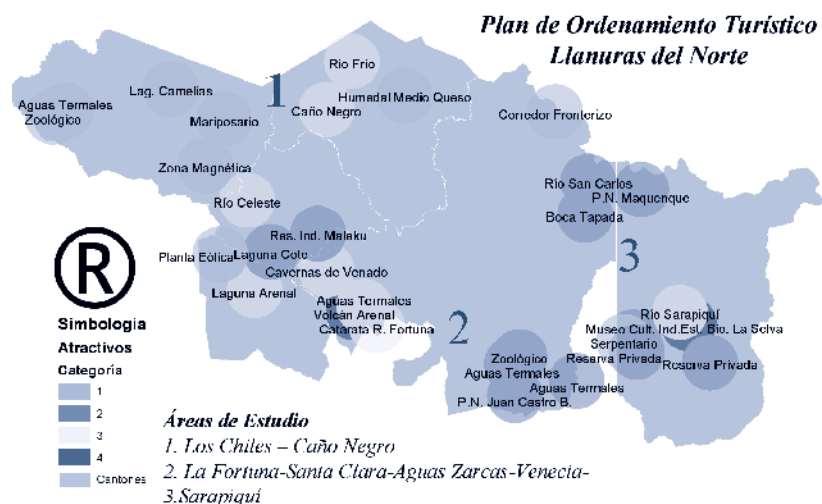 Plan de Ordenamiento Turístico
Llanuras del Norte
1
Río Frío
Lag. Camelias
Humedal Medio Queso
Caño Negro
Aguas Termales
Zoológico
Mariposario
Corredor Fronterizo
Zona Magnética
Río San Carlos
P.N. Maquenque
Río Celeste
Boca Tapada
Res. Ind. Maleku
3
Planta Eólica
Laguna Cote
Cavernas de Venado
Laguna Arenal
Aguas Termales
Volcán Arenal
Catarata R. Fortuna
2
Río Sarapiquí
Museo Cult. Ind.Est. Bio. La Selva
Serpentario
Zoológico
Reserva Privada
Reserva Privada
Aguas Termales
Aguas Termales
P.N. Juan Castro B.
®
Simbología
Atractivos
Categoría
1
2
3
4
Cantones
Áreas de Estudio
1. Los Chiles – Caño Negro
2. La Fortuna-Santa Clara-Aguas Zarcas-Venecia-
3.Sarapiquí